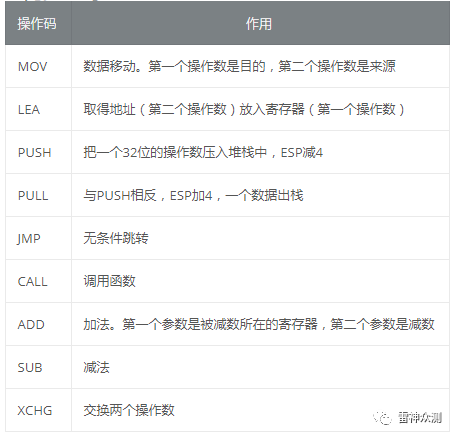 操作码 作用
MOV 数据移动。第一个操作数是目的，第二个操作数是来源
LEA 取得地址（第二个操作数）放入寄存器（第一个操作数）
PUSH 把一个32位的操作数压入堆栈中，ESP减4
PULL 与PUSH相反，ESP加4，一个数据出栈
JMP 无条件跳转
CALL 调用函数
ADD 加法。第一个参数是被减数所在的寄存器，第二个参数是减数
SUB 减法
XCHG 交换两个操作数
雷神众测